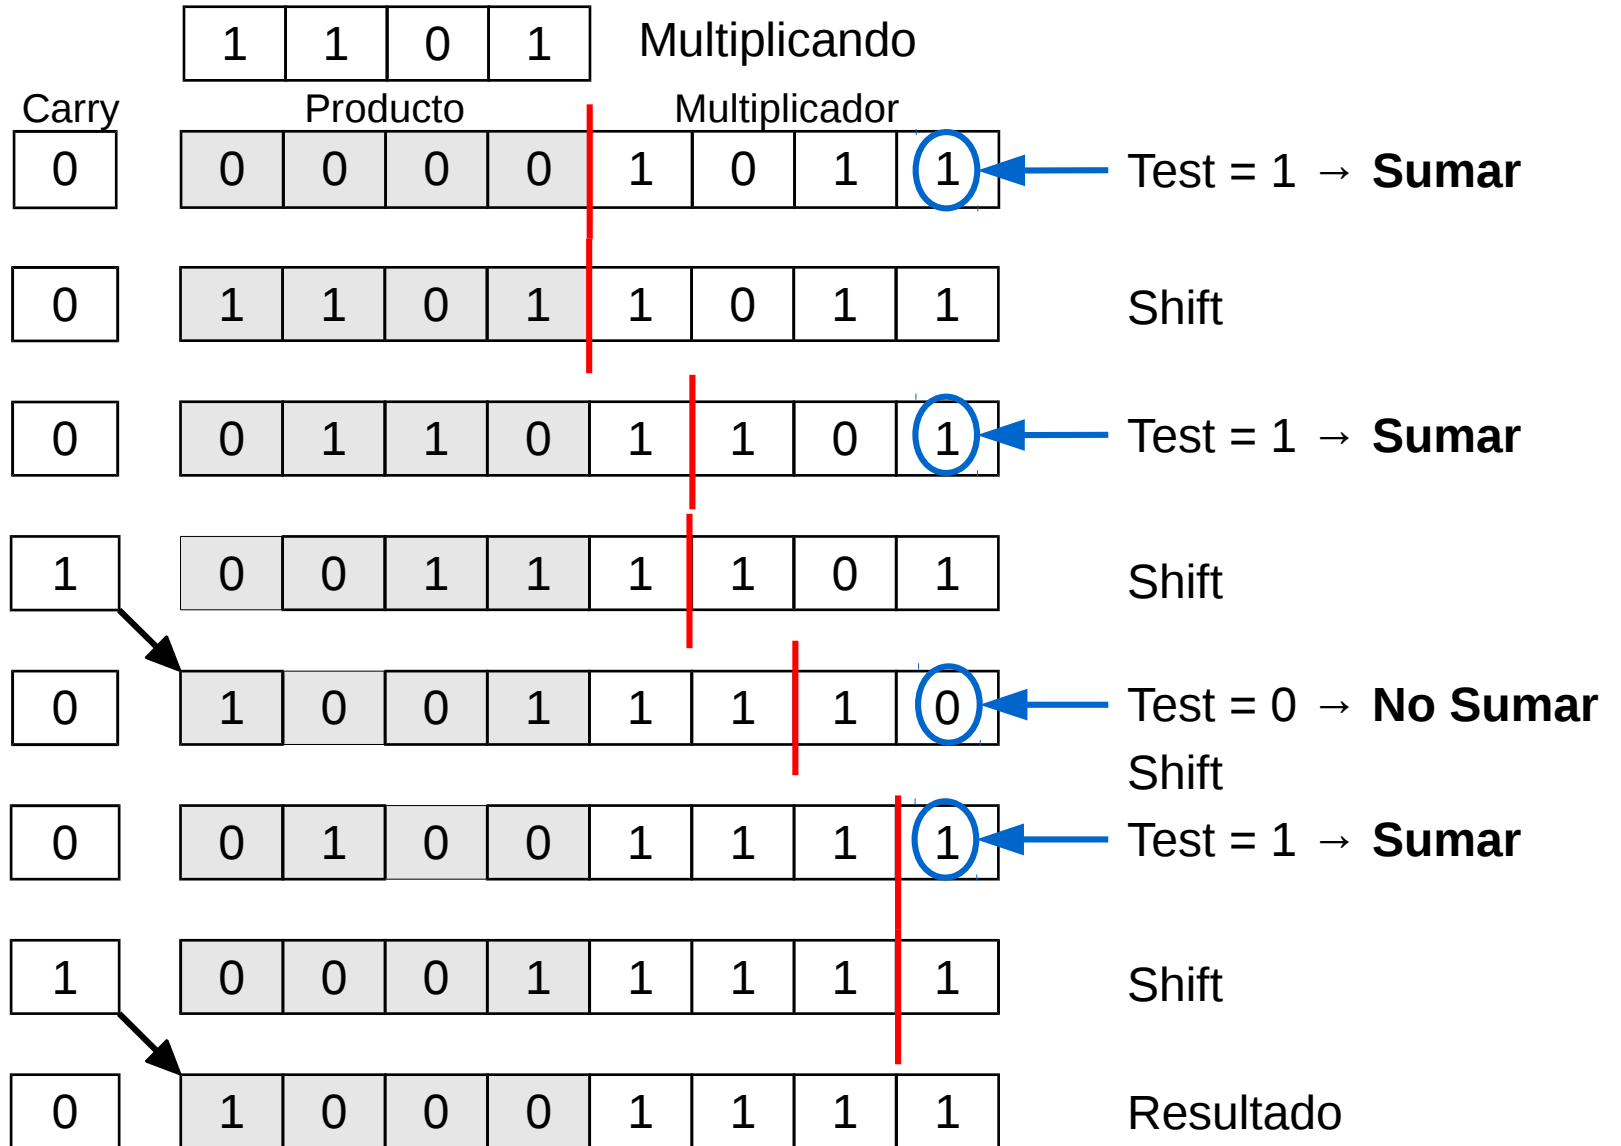 1 1 0 1 Multiplicando
Carry Producto Multiplicador
0 0 0 0 0 1 0 1 1 Test = 1 → Sumar
0 1 1 0 1 1 0 1 1 Shift
0 0 1 1 0 1 1 0 1 Test = 1 → Sumar
1 0 0 1 1 1 1 0 1 Shift
0 1 0 0 1 1 1 1 0 Test = 0 → No Sumar
Shift
0 0 1 0 0 1 1 1 1 Test = 1 → Sumar
1 0 0 0 1 1 1 1 1 Shift
0 1 0 0 0 1 1 1 1 Resultado